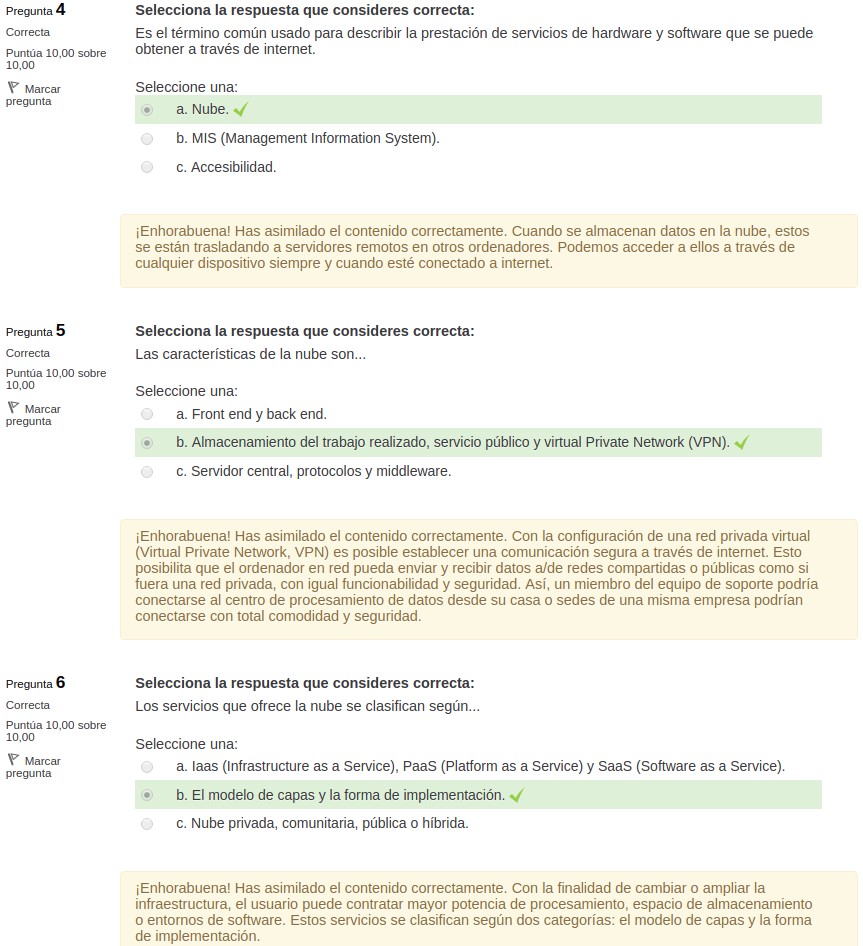 Pregunta 4
Correcta
Puntúa 10,00 sobre
10,00
Marcar
pregunta
Selecciona la respuesta que consideres correcta:
Es el término común usado para describir la prestación de servicios de hardware y software que se puede
obtener a través de internet.
Seleccione una:
a. Nube.
b. MIS (Management Information System).
c. Accesibilidad.
¡Enhorabuena! Has asimilado el contenido correctamente. Cuando se almacenan datos en la nube, estos
se están trasladando a servidores remotos en otros ordenadores. Podemos acceder a ellos a través de
cualquier dispositivo siempre y cuando esté conectado a internet.
Pregunta 5
Correcta
Puntúa 10,00 sobre
10,00
Marcar
pregunta
Selecciona la respuesta que consideres correcta:
Las características de la nube son...
Seleccione una:
a. Front end y back end.
b. Almacenamiento del trabajo realizado, servicio público y virtual Private Network (VPN).
c. Servidor central, protocolos y middleware.
¡Enhorabuena! Has asimilado el contenido correctamente. Con la configuración de una red privada virtual
(Virtual Private Network, VPN) es posible establecer una comunicación segura a través de internet. Esto
posibilita que el ordenador en red pueda enviar y recibir datos a/de redes compartidas o públicas como si
fuera una red privada, con igual funcionabilidad y seguridad. Así, un miembro del equipo de soporte podría
conectarse al centro de procesamiento de datos desde su casa o sedes de una misma empresa podrían
conectarse con total comodidad y seguridad.
Pregunta 6
Correcta
Puntúa 10,00 sobre
10,00
Marcar
pregunta
Selecciona la respuesta que consideres correcta:
Los servicios que ofrece la nube se clasifican según...
Seleccione una:
a. Iaas (Infrastructure as a Service), PaaS (Platform as a Service) y SaaS (Software as a Service).
b. El modelo de capas y la forma de implementación.
c. Nube privada, comunitaria, pública o híbrida.
¡Enhorabuena! Has asimilado el contenido correctamente. Con la finalidad de cambiar o ampliar la
infraestructura, el usuario puede contratar mayor potencia de procesamiento, espacio de almacenamiento
o entornos de software. Estos servicios se clasifican según dos categorías: el modelo de capas y la forma
de implementación.